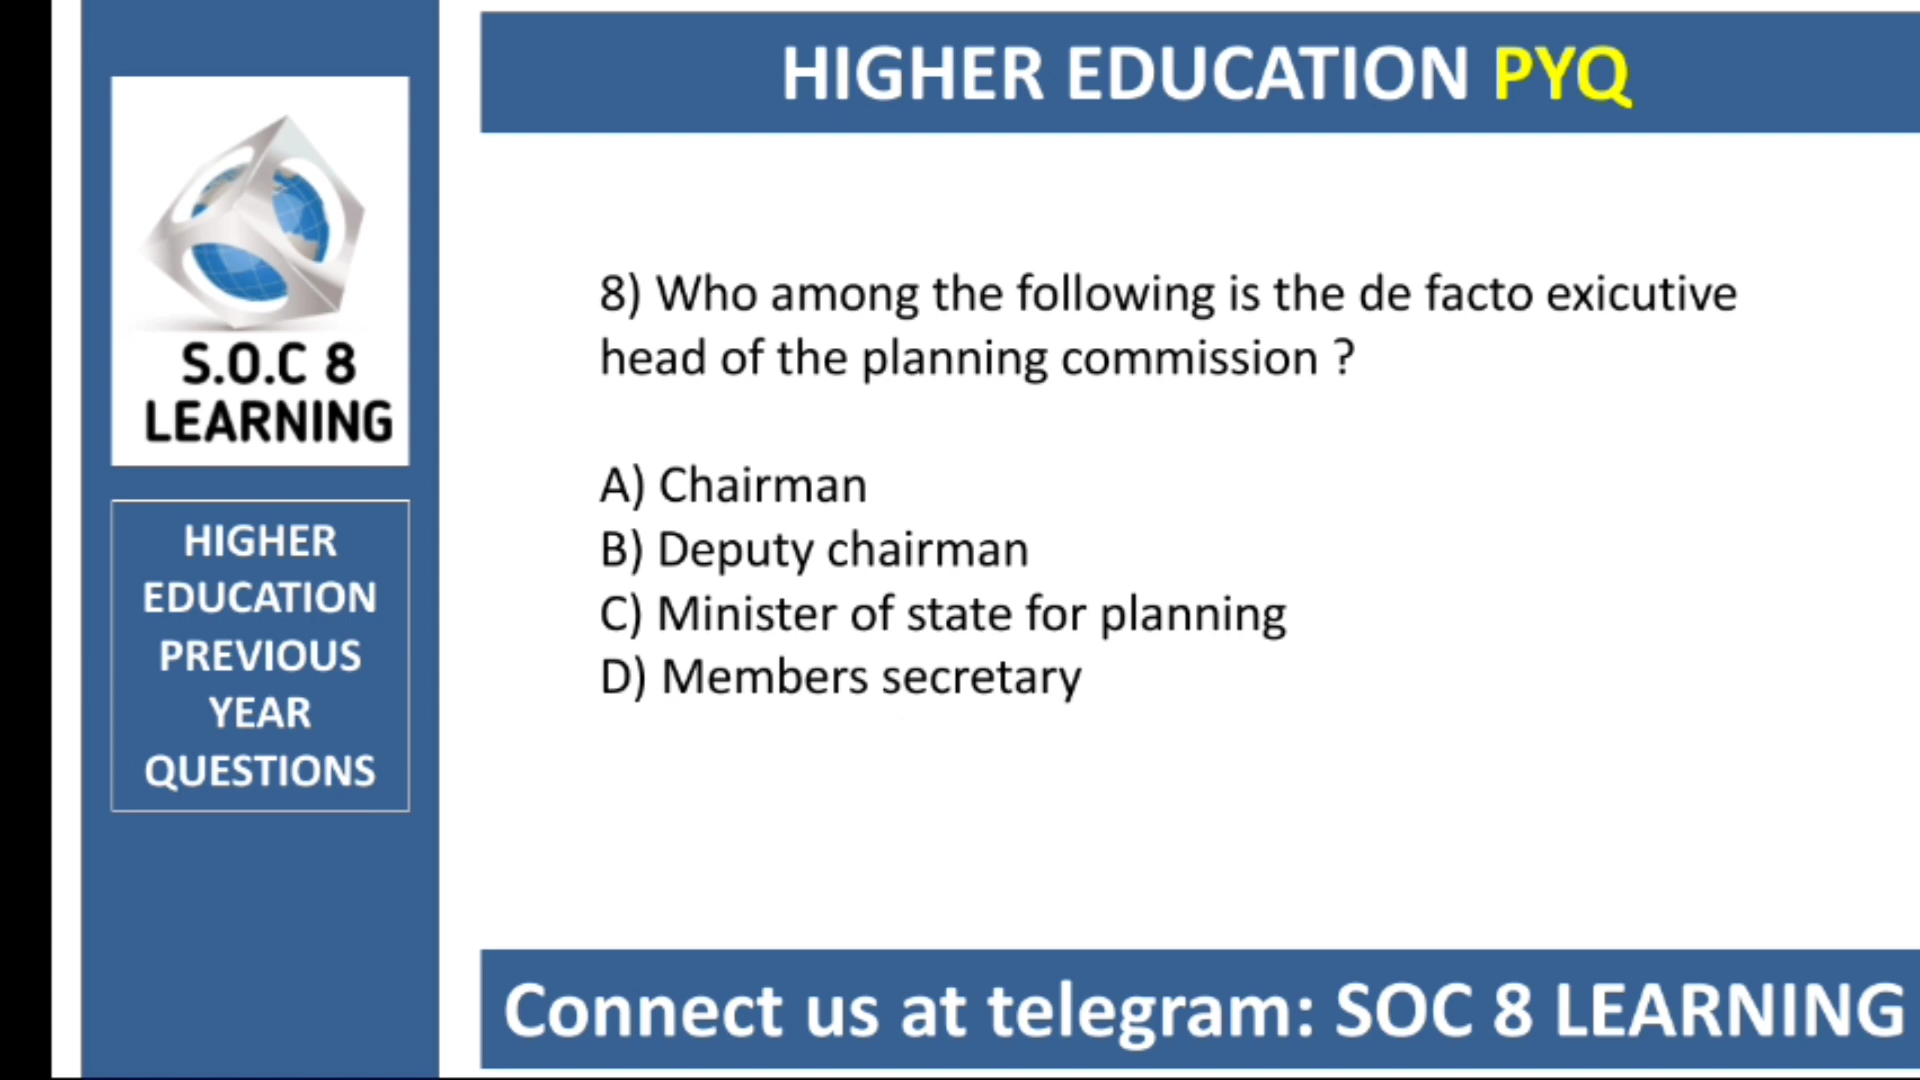 HIGHER EDUCATION PYQ
S.O.C 8
LEARNING
HIGHER
EDUCATION
PREVIOUS
YEAR
QUESTIONS
8) Who among the following is the de facto exicutive
head of the planning commission ?
A) Chairman
B) Deputy chairman
C) Minister of state for planning
D) Members secretary
Connect us at telegram: SOC 8 LEARNING